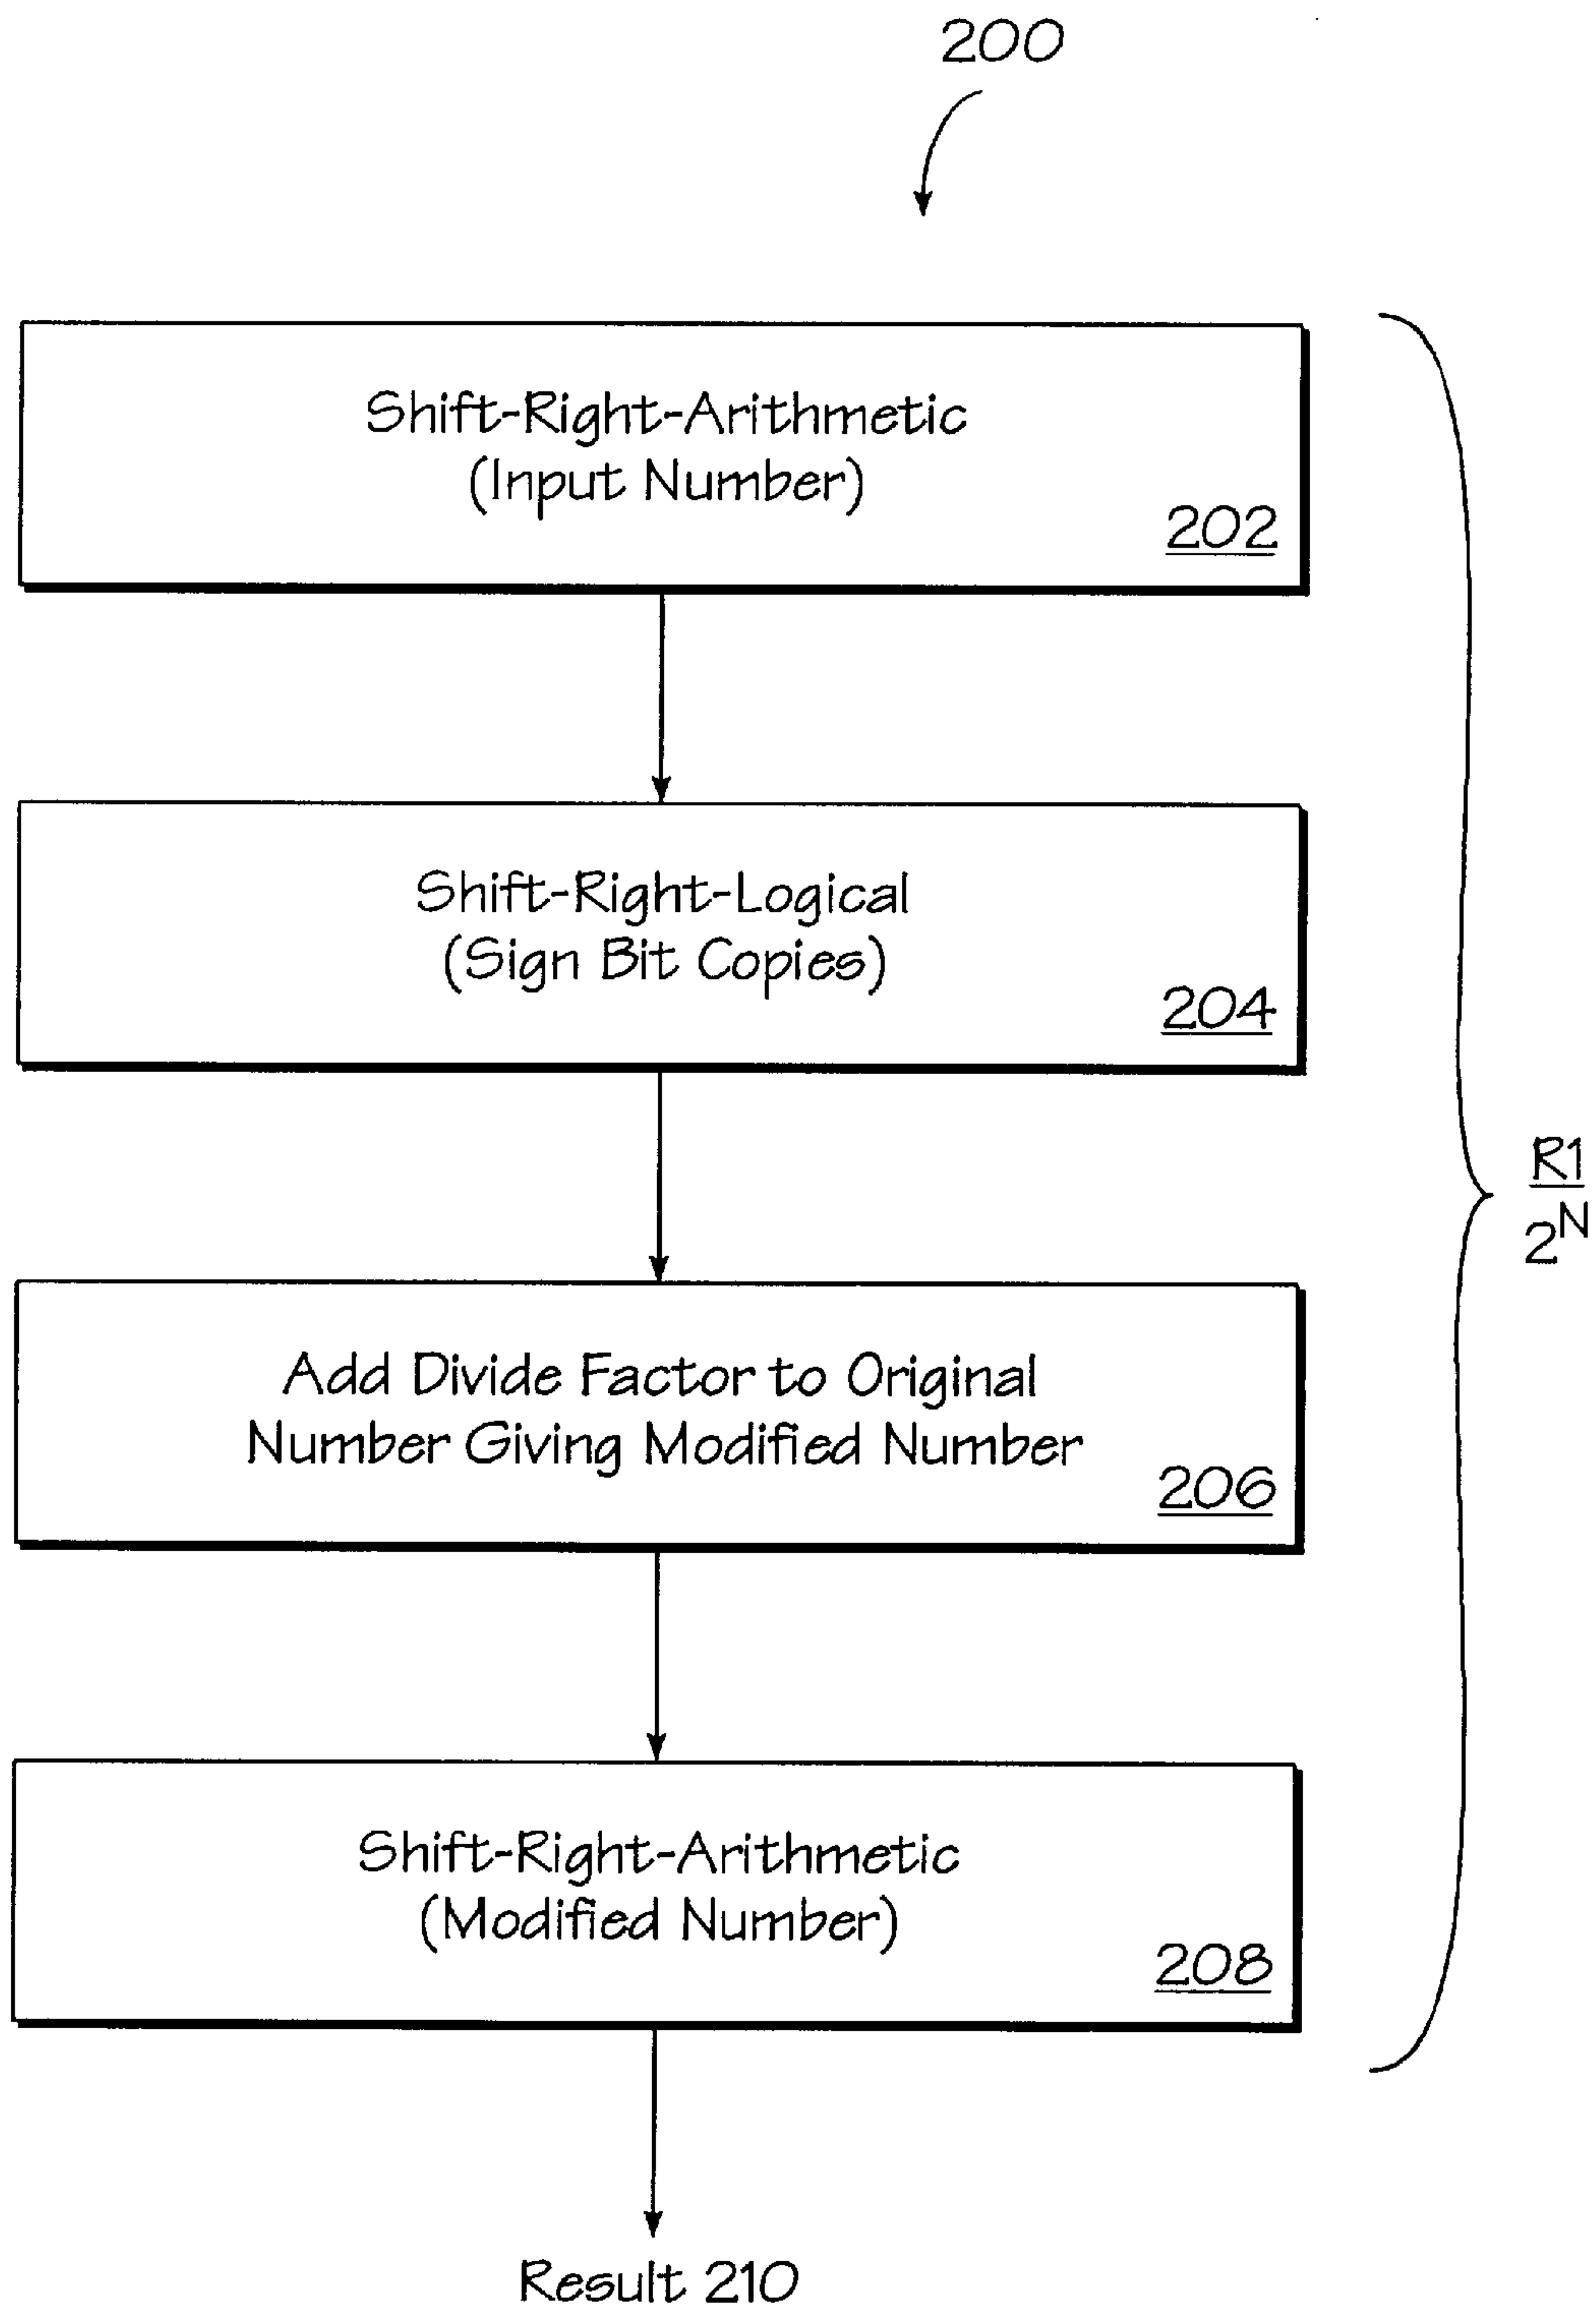 200
Shift-Right-Arithmetic
(Input Number)
202
Shift-Right-Logical
(Sign Bit Copies)
204
R1
2^N
Add Divide Factor to Original
Number Giving Modified Number
206
Shift-Right-Arithmetic
(Modified Number)
208
Result 210